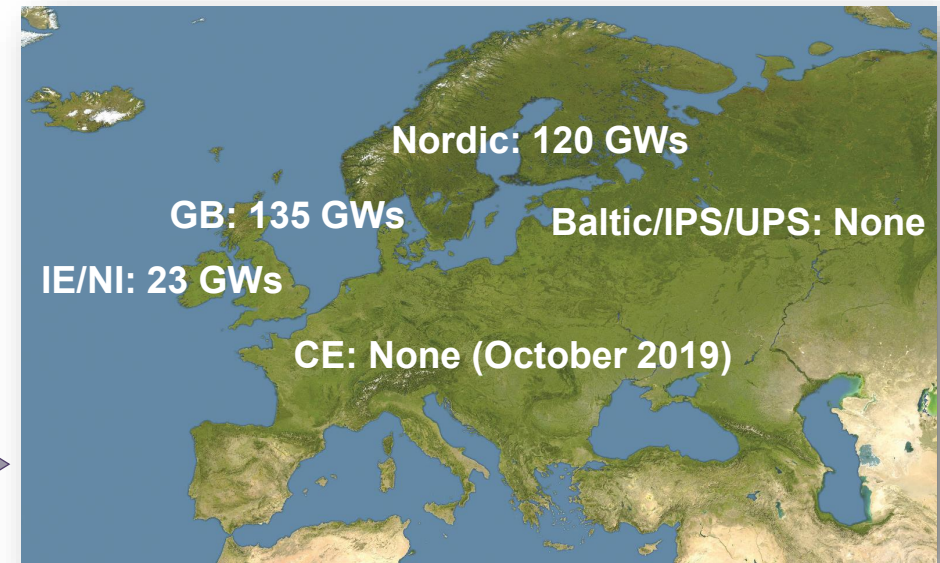 Nordic: 120 GWs
GB: 135 GWs
Baltic/IPS/UPS: None
IE/NI: 23 GWs
CE: None (October 2019)